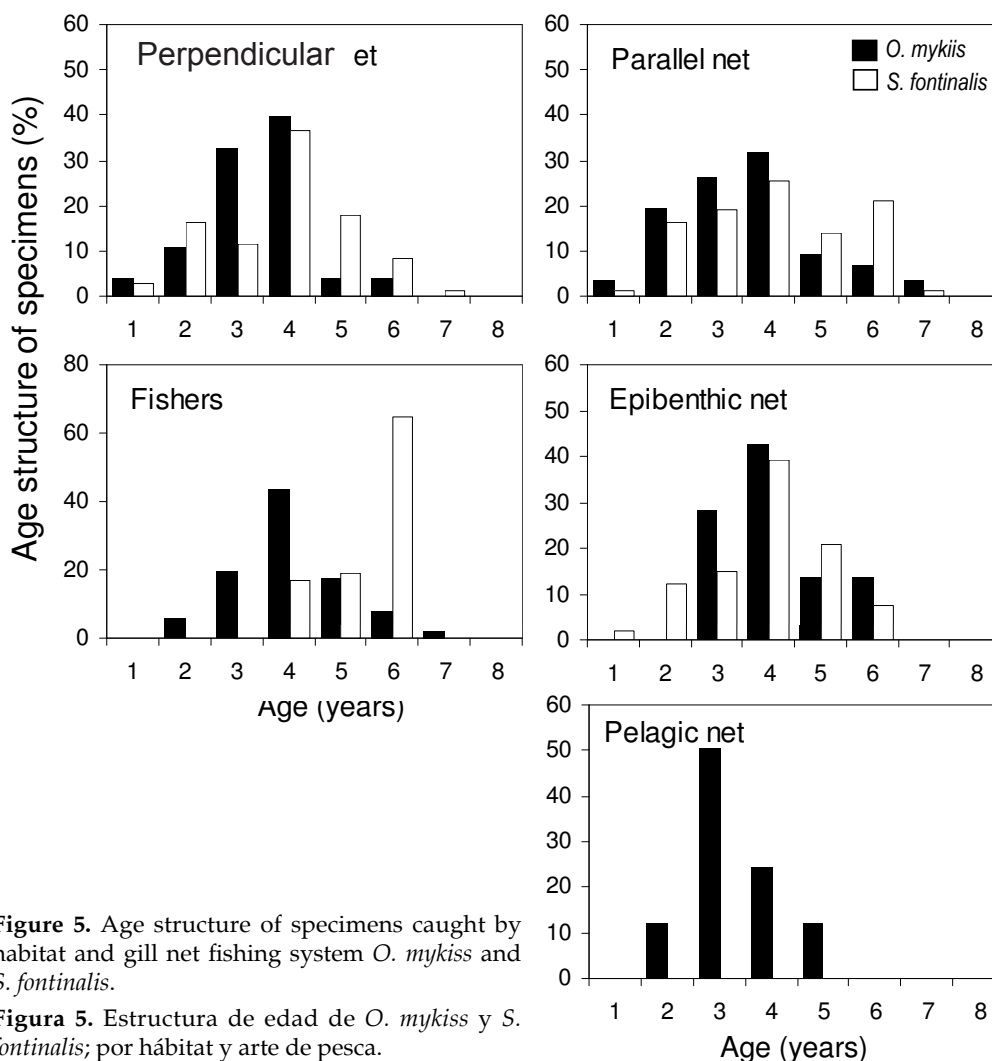 Age structure of specimens (%)
60
50
40
30
20
10
0
Perpendicular et
1 2 3 4 5 6 7 8
60
50
40
30
20
10
0
Parallel net
O. mykiis
S. fontinalis
1 2 3 4 5 6 7 8
80
60
40
20
0
Fishers
1 2 3 4 5 6 7 8
Age (years)
60
50
40
30
20
10
0
Epibenthic net
1 2 3 4 5 6 7 8
60
50
40
30
20
10
0
Pelagic net
1 2 3 4 5 6 7 8
Age (years)
Figure 5. Age structure of specimens caught by
habitat and gill net fishing system O. mykiss and
S. fontinalis.
Figura 5. Estructura de edad de O. mykiss y S.
fontinalis; por hábitat y arte de pesca.